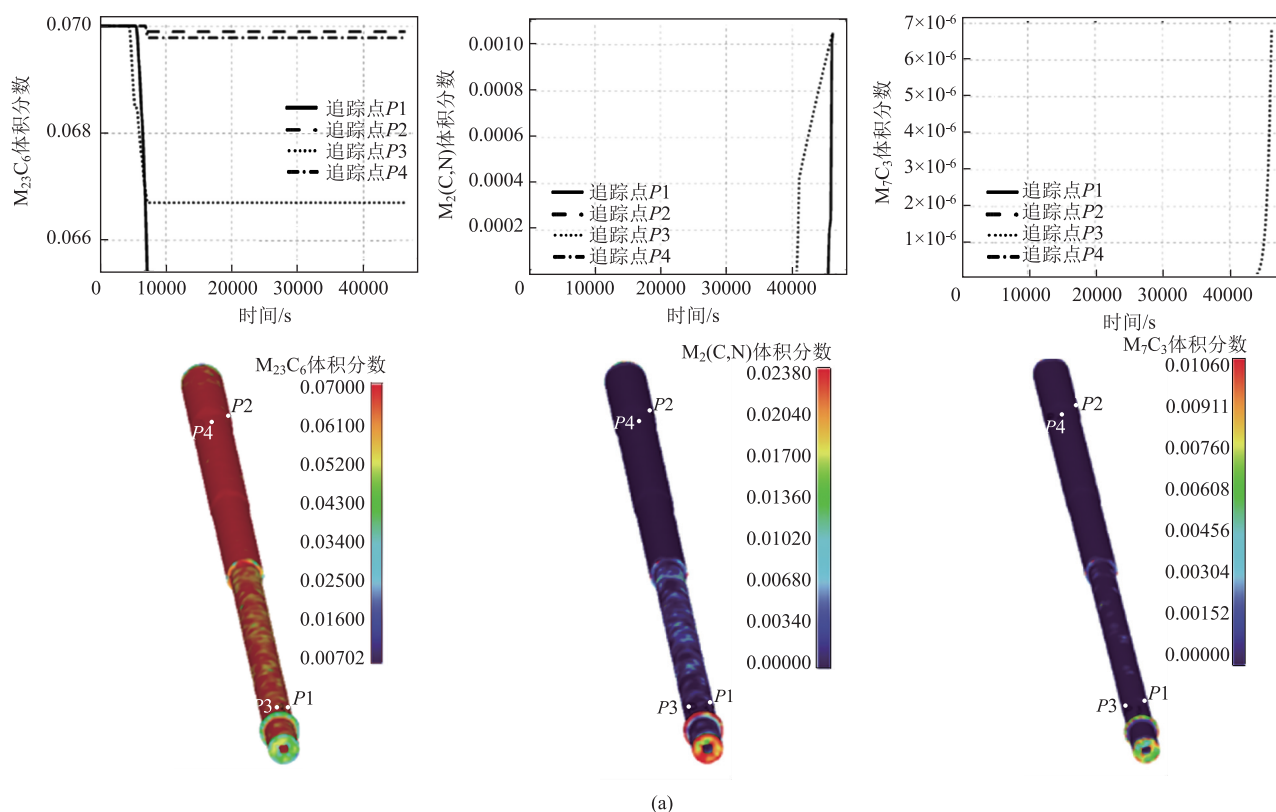 0.070
0.068
0.066
M₂₃C₆体积分数
追踪点P1
追踪点P2
追踪点P3
追踪点P4
0 10000 20000 30000 40000
时间/s
0.0010
0.0008
0.0006
0.0004
0.0002
M₂(C,N)体积分数
追踪点P1
追踪点P2
追踪点P3
追踪点P4
0 10000 20000 30000 40000
时间/s
7×10⁻⁶
6×10⁻⁶
5×10⁻⁶
4×10⁻⁶
3×10⁻⁶
2×10⁻⁶
1×10⁻⁶
M₇C₃体积分数
追踪点P1
追踪点P2
追踪点P3
追踪点P4
0 10000 20000 30000 40000
时间/s
M₂₃C₆体积分数
0.07000
0.06100
0.05200
0.04300
0.03400
0.02500
0.01600
0.00702
P2
P4
P3
P1
M₂(C,N)体积分数
0.02380
0.02040
0.01700
0.01360
0.01020
0.00680
0.00340
0.00000
P2
P4
P3
P1
M₇C₃体积分数
0.01060
0.00911
0.00760
0.00608
0.00456
0.00304
0.00152
0.00000
P2
P4
P3
P1
(a)